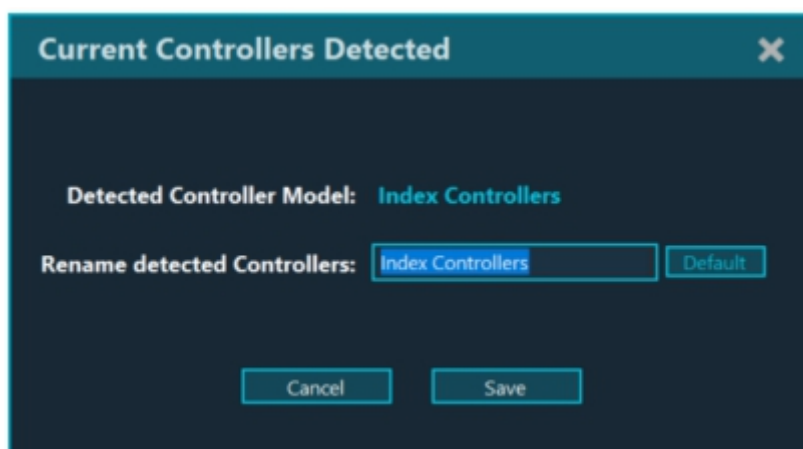 Current Controllers Detected
Detected Controller Model: Index Controllers
Rename detected Controllers: Index Controllers Default
Cancel Save